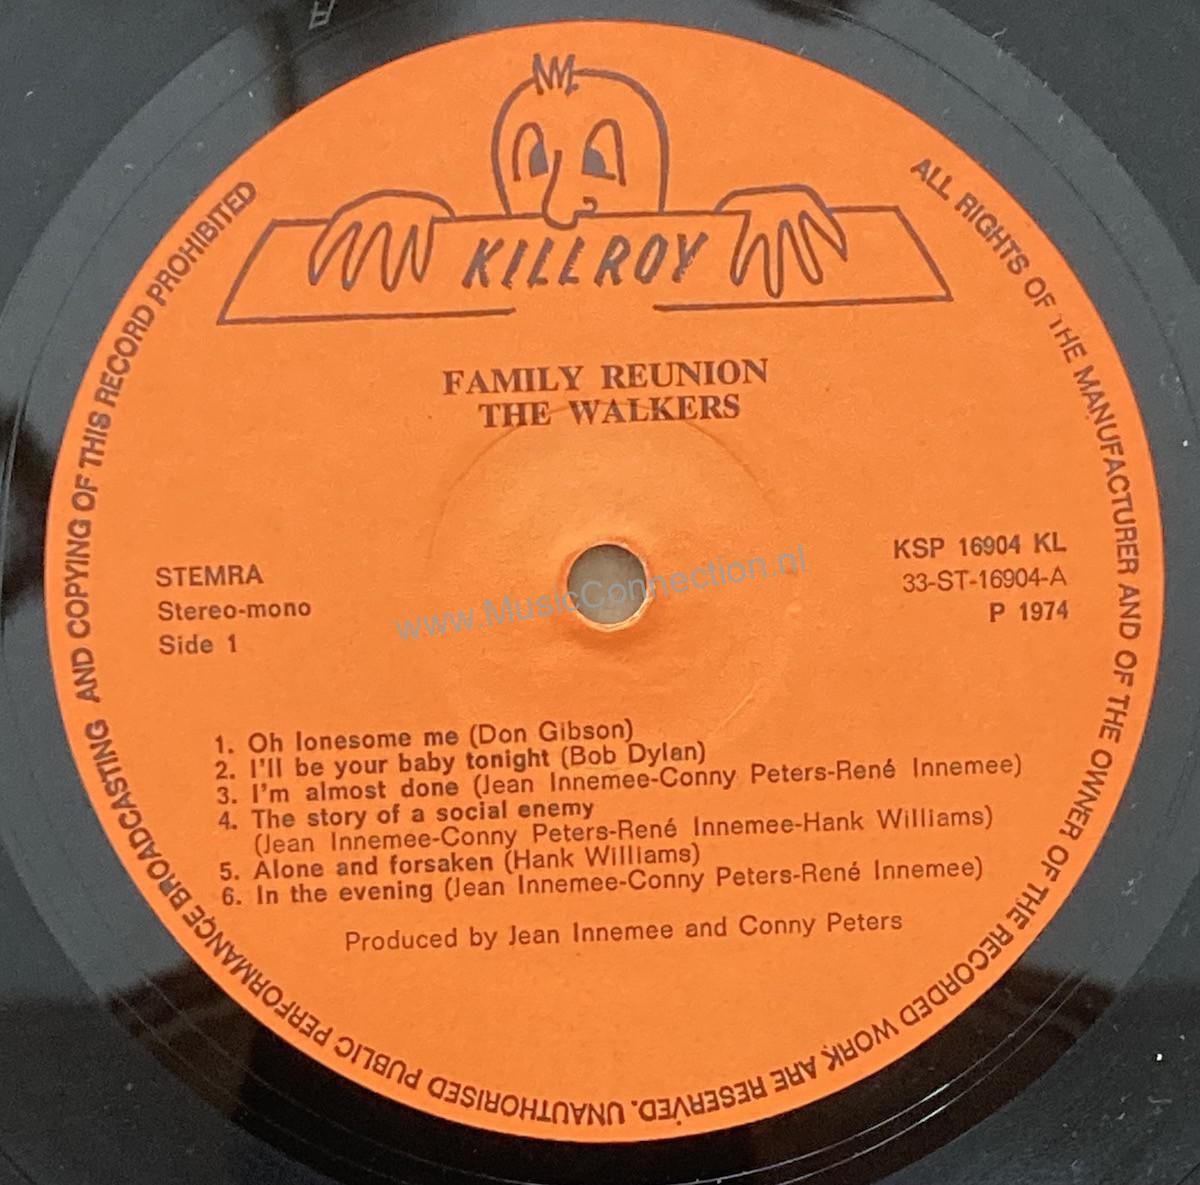 KILLROY
FAMILY REUNION
THE WALKERS
STEMRA
Stereo-mono
Side 1
KSP 16904 KL
33-ST-16904-A
P 1974
www.MusicConnection.nl
1. Oh lonesome me (Don Gibson)
2. I'll be your baby tonight (Bob Dylan)
3. I'm almost done (Jean Innemee-Conny Peters-René Innemee)
4. The story of a social enemy
(Jean Innemee-Conny Peters-René Innemee-Hank Williams)
5. Alone and forsaken (Hank Williams)
6. In the evening (Jean Innemee-Conny Peters-René Innemee)
Produced by Jean Innemee and Conny Peters
ALL RIGHTS OF THE MANUFACTURER AND OF THE OWNER OF THE RECORDED WORK ARE RESERVED. UNAUTHORISED PUBLIC PERFORMANCE BROADCASTING AND COPYING OF THIS RECORD PROHIBITED